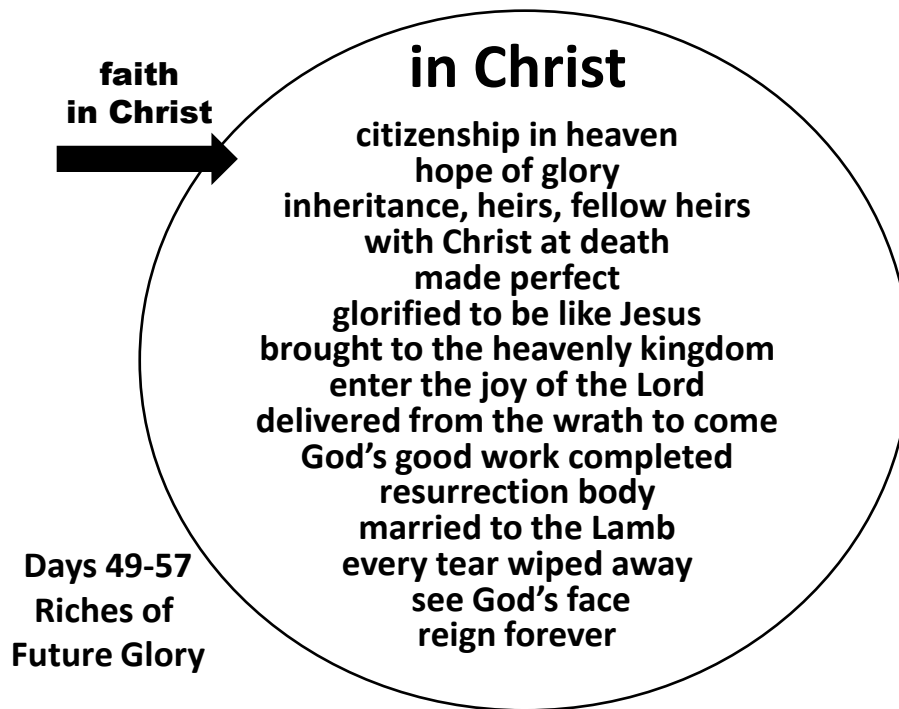 in Christ
faith
in Christ
citizenship in heaven
hope of glory
inheritance, heirs, fellow heirs
with Christ at death
made perfect
glorified to be like Jesus
brought to the heavenly kingdom
enter the joy of the Lord
delivered from the wrath to come
God’s good work completed
resurrection body
married to the Lamb
every tear wiped away
see God’s face
reign forever
Days 49-57
Riches of
Future Glory